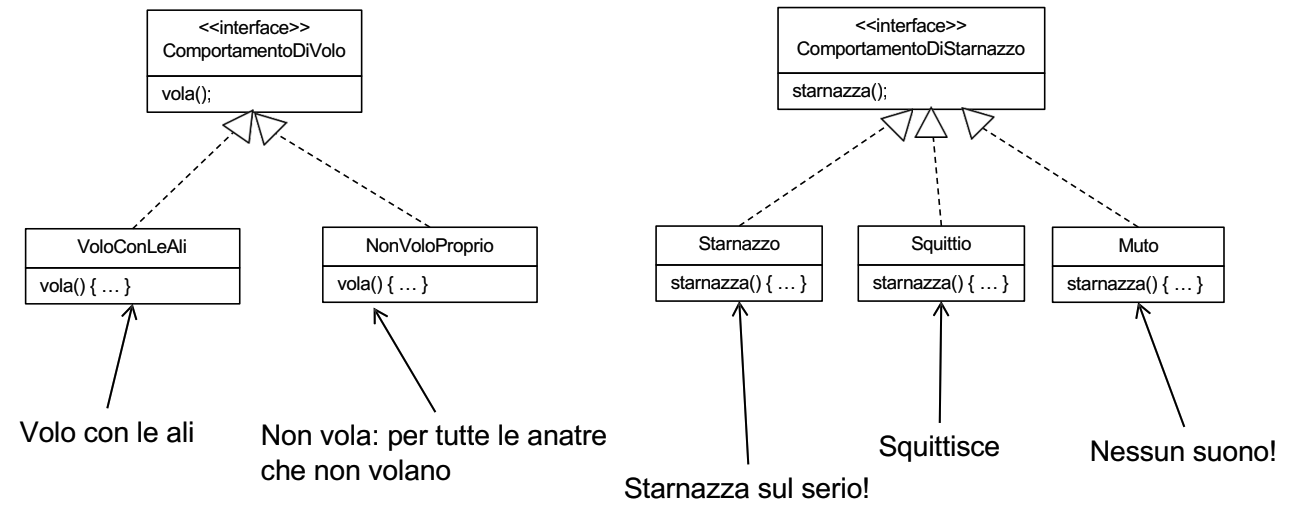 <<interface>>
ComportamentoDiVolo
vola();
<<interface>>
ComportamentoDiStarnazzo
starnazza();
VoloConLeAli
vola() { … }
NonVoloProprio
vola() { … }
Starnazzo
starnazza() { … }
Squittio
starnazza() { … }
Muto
starnazza() { … }
Volo con le ali
Non vola: per tutte le anatre
che non volano
Starnazza sul serio!
Squittisce
Nessun suono!